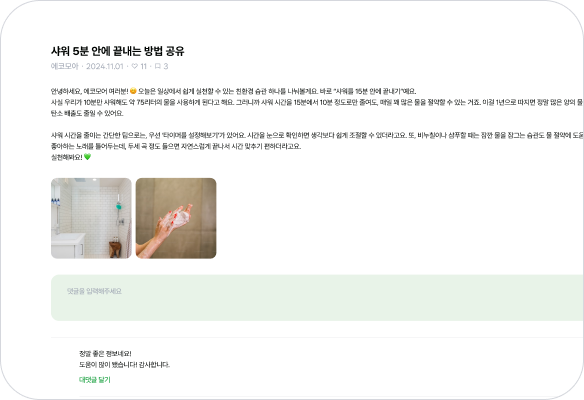 샤워 5분 안에 끝내는 방법 공유
에코모아 · 2024.11.01 · 11 · 3
안녕하세요, 에코모어 여러분! 😊 오늘은 일상에서 쉽게 실천할 수 있는 친환경 습관 하나를 나눠볼게요. 바로 "샤워를 15분 안에 끝내기"예요.
사실 우리가 10분만 샤워해도 약 75리터의 물을 사용하게 된다고 해요. 그러니까 샤워 시간을 15분에서 10분 정도로만 줄여도, 매일 꽤 많은 물을 절약할 수 있는 거죠. 이걸 1년으로 따지면 정말 많은 양의 물
탄소 배출도 줄일 수 있어요.
샤워 시간을 줄이는 간단한 팁으로는, 우선 '타이머를 설정해보기'가 있어요. 시간을 눈으로 확인하면 생각보다 쉽게 조절할 수 있더라고요. 또, 비누칠이나 샴푸할 때는 잠깐 물을 잠그는 습관도 물 절약에 도움
좋아하는 노래를 틀어두는데, 두세 곡 정도 들으면 자연스럽게 끝나서 시간 맞추기 편하더라고요.
실천해봐요! 💚
댓글을 입력해주세요
정말 좋은 정보네요!
도움이 많이 됐습니다! 감사합니다.
대댓글 달기